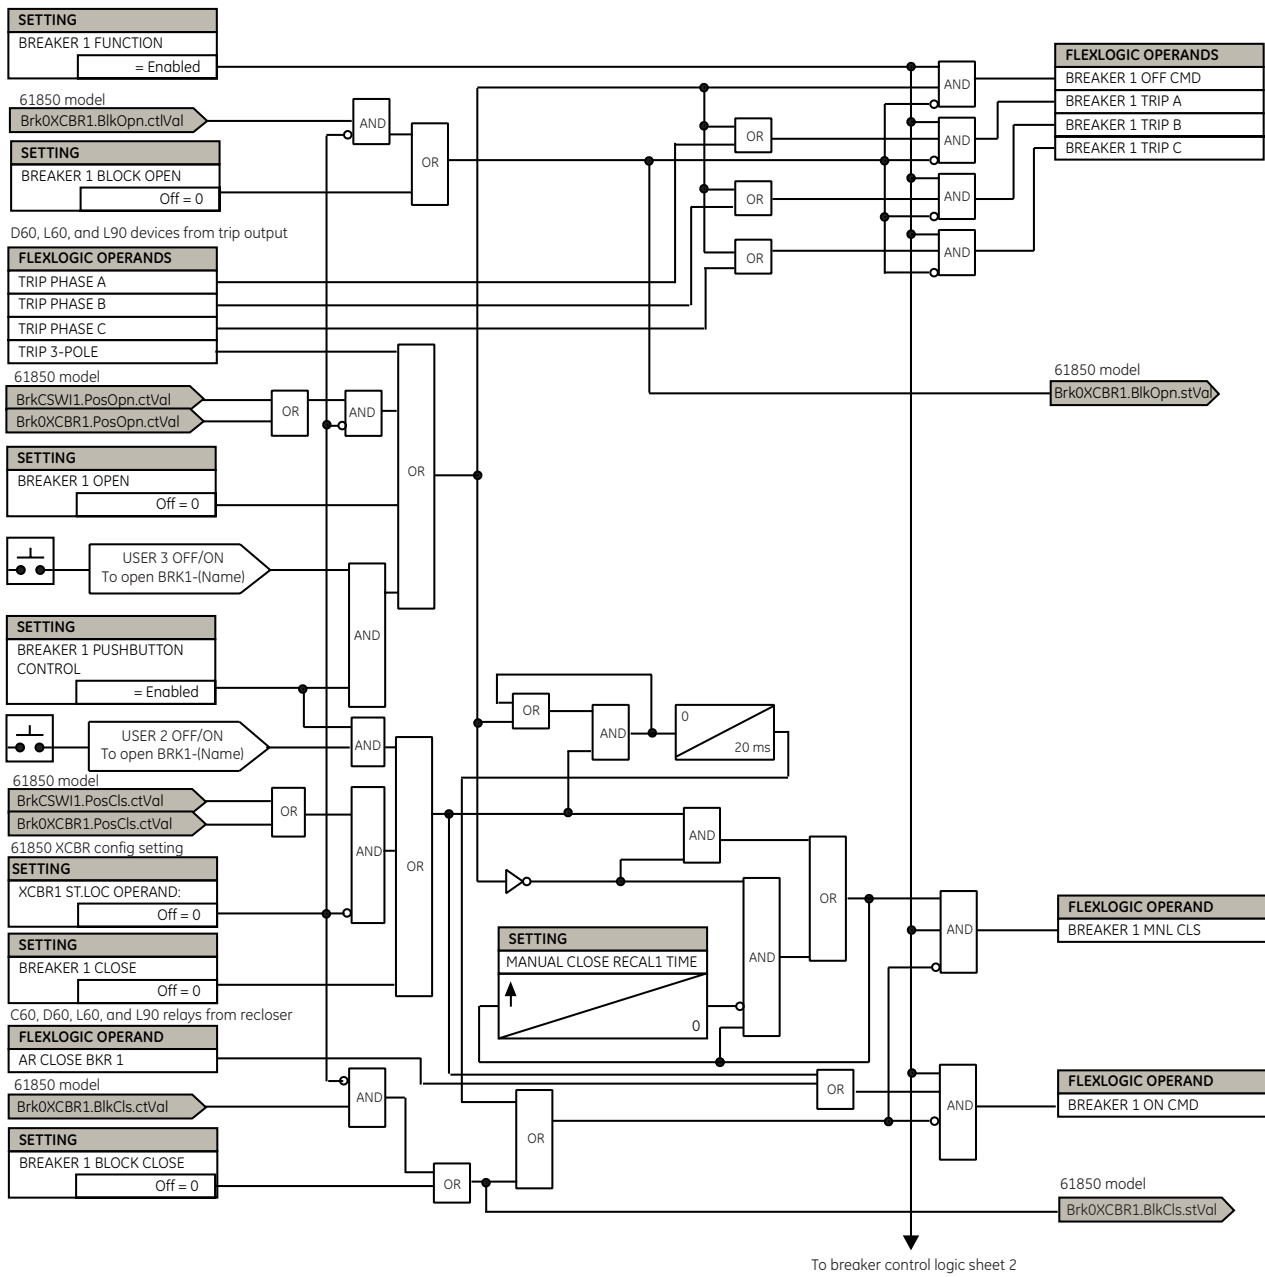 SETTING
BREAKER 1 FUNCTION
= Enabled
61850 model
Brk0XCBR1.BlkOpn.ctlVal
SETTING
BREAKER 1 BLOCK OPEN
Off = 0
AND
OR
D60, L60, and L90 devices from trip output
FLEXLOGIC OPERANDS
TRIP PHASE A
TRIP PHASE B
TRIP PHASE C
TRIP 3-POLE
OR
OR
OR
AND
AND
AND
AND
FLEXLOGIC OPERANDS
BREAKER 1 OFF CMD
BREAKER 1 TRIP A
BREAKER 1 TRIP B
BREAKER 1 TRIP C
61850 model
BrkCSWI1.PosOpn.ctVal
Brk0XCBR1.PosOpn.ctVal
OR
AND
OR
61850 model
Brk0XCBR1.BlkOpn.stVal
SETTING
BREAKER 1 OPEN
Off = 0
USER 3 OFF/ON
To open BRK1-(Name)
AND
SETTING
BREAKER 1 PUSHBUTTON
CONTROL
= Enabled
USER 2 OFF/ON
To open BRK1-(Name)
AND
OR
AND
0
20 ms
61850 model
BrkCSWI1.PosCls.ctVal
Brk0XCBR1.PosCls.ctVal
OR
AND
OR
AND
OR
61850 XCBR config setting
SETTING
XCBR1 ST.LOC OPERAND:
Off = 0
SETTING
BREAKER 1 CLOSE
Off = 0
SETTING
MANUAL CLOSE RECAL1 TIME
0
AND
AND
FLEXLOGIC OPERAND
BREAKER 1 MNL CLS
C60, D60, L60, and L90 relays from recloser
FLEXLOGIC OPERAND
AR CLOSE BKR 1
61850 model
Brk0XCBR1.BlkCls.ctVal
AND
OR
OR
AND
FLEXLOGIC OPERAND
BREAKER 1 ON CMD
SETTING
BREAKER 1 BLOCK CLOSE
Off = 0
OR
61850 model
Brk0XCBR1.BlkCls.stVal
To breaker control logic sheet 2